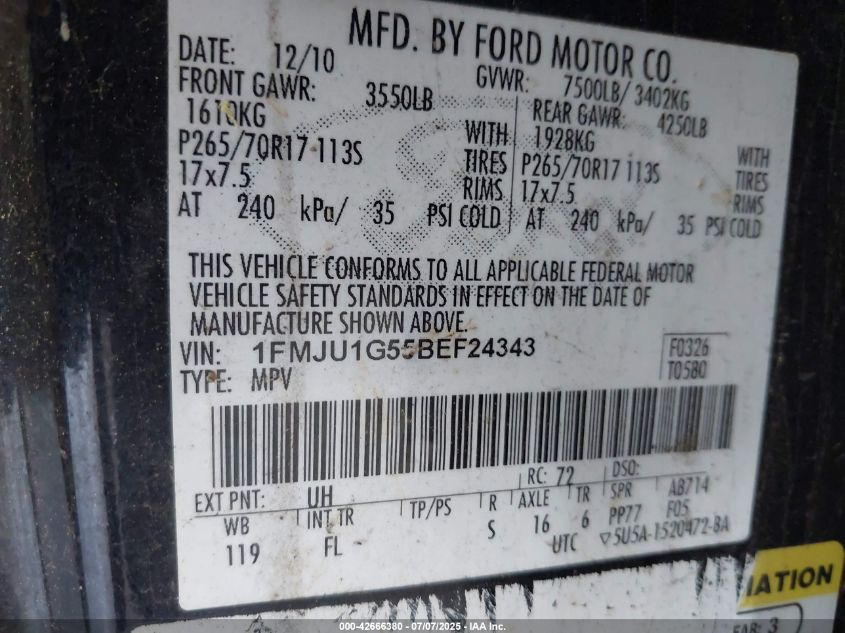 MFD. BY FORD MOTOR CO.
DATE: 12/10 GVWR: 7500LB/ 3402KG
FRONT GAWR: 3550LB REAR GAWR: 4250LB
1610KG WITH 1928KG WITH
P265/70R17 113S TIRES P265/70R17 113S TIRES
17x7.5 RIMS 17x7.5 RIMS
AT 240 kPa/ 35 PSI COLD AT 240 kPa/ 35 PSI COLD
THIS VEHICLE CONFORMS TO ALL APPLICABLE FEDERAL MOTOR
VEHICLE SAFETY STANDARDS IN EFFECT ON THE DATE OF
MANUFACTURE SHOWN ABOVE.
VIN: 1FMJU1G55BEF24343 F0326
TYPE: MPV T0580
RC: 72 DSO:
EXT PNT: UH AB714
WB INT TR TP/PS R AXLE TR SPR F05
119 FL S 16 6 PP77
UTC ▽5U5A-1520472-BA
IATION
3
000-42666380 - 07/07/2025 - IAA Inc.